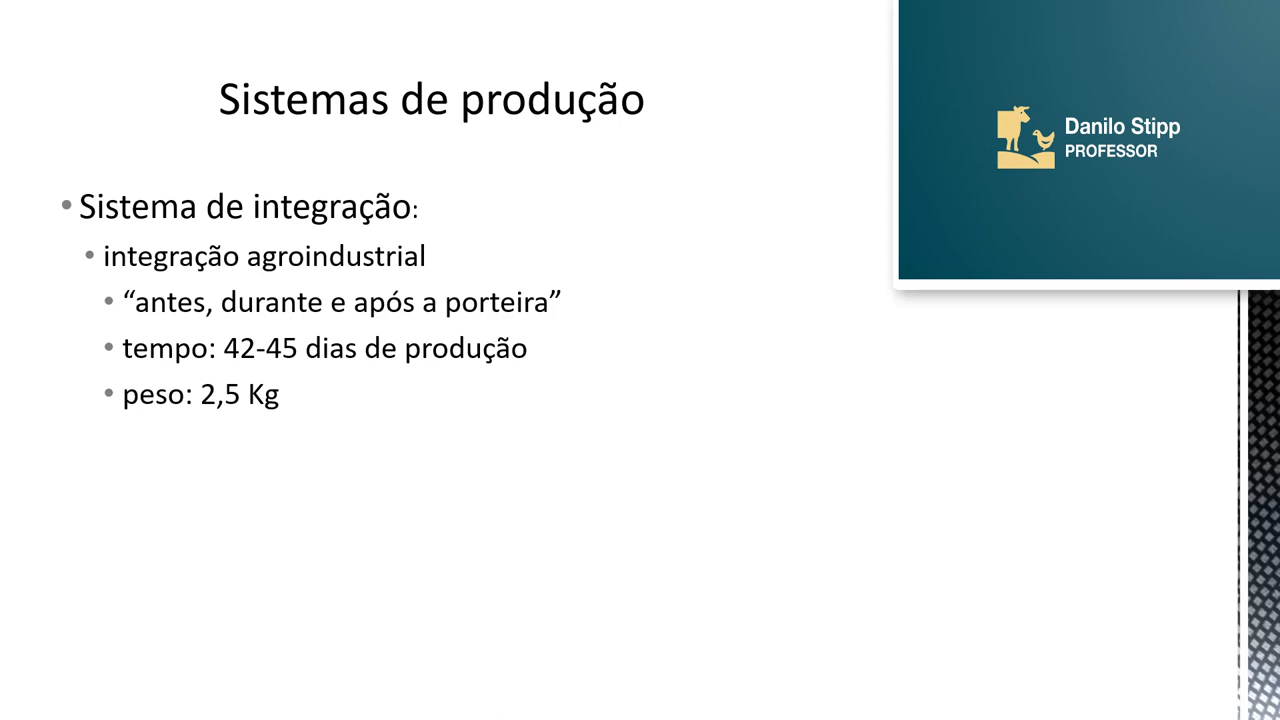 Sistemas de produção
Danilo Stipp
PROFESSOR
• Sistema de integração:
• integração agroindustrial
• “antes, durante e após a porteira”
• tempo: 42-45 dias de produção
• peso: 2,5 Kg